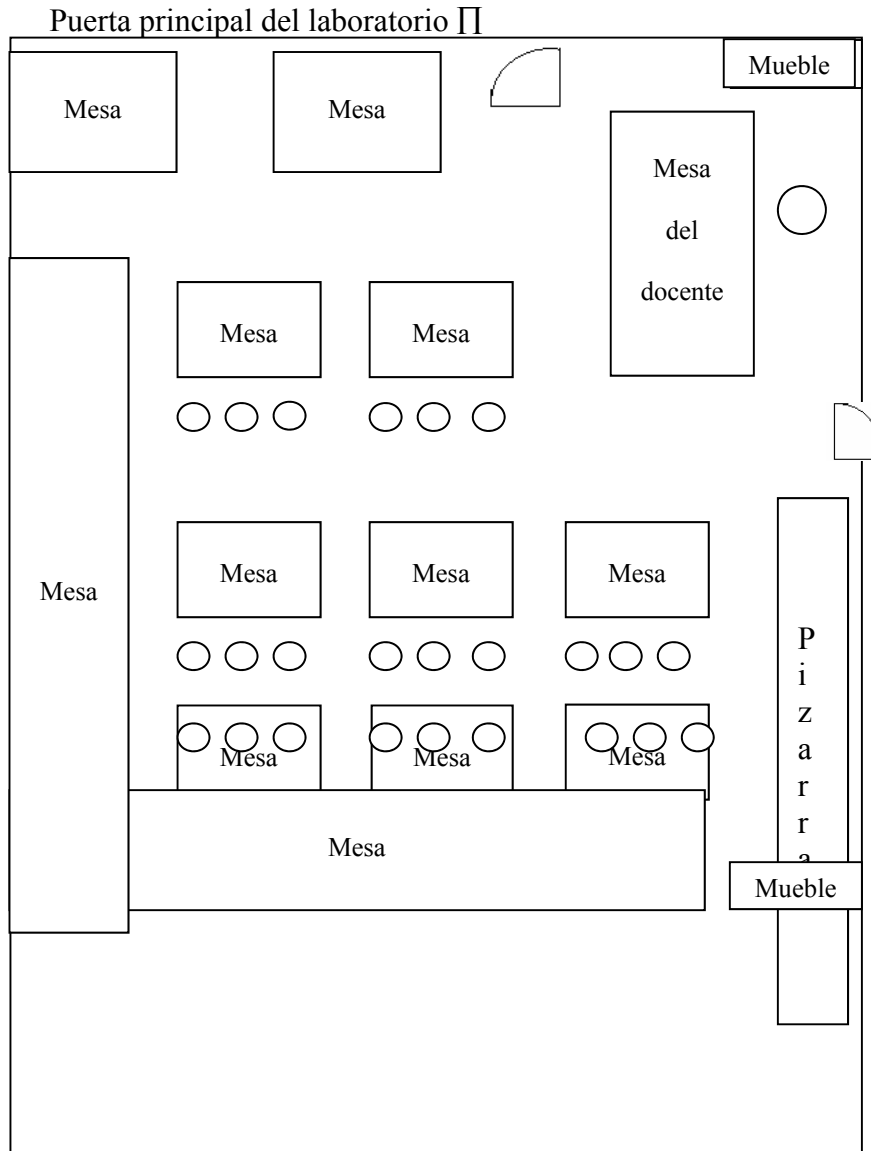 Puerta principal del laboratorio ∏
Mueble
Mesa
Mesa
Mesa
del
docente
Mesa
Mesa
Mesa
Mesa
Mesa
Mesa
P
i
z
a
r
r
a
Mesa
Mesa
Mesa
Mesa
Mueble